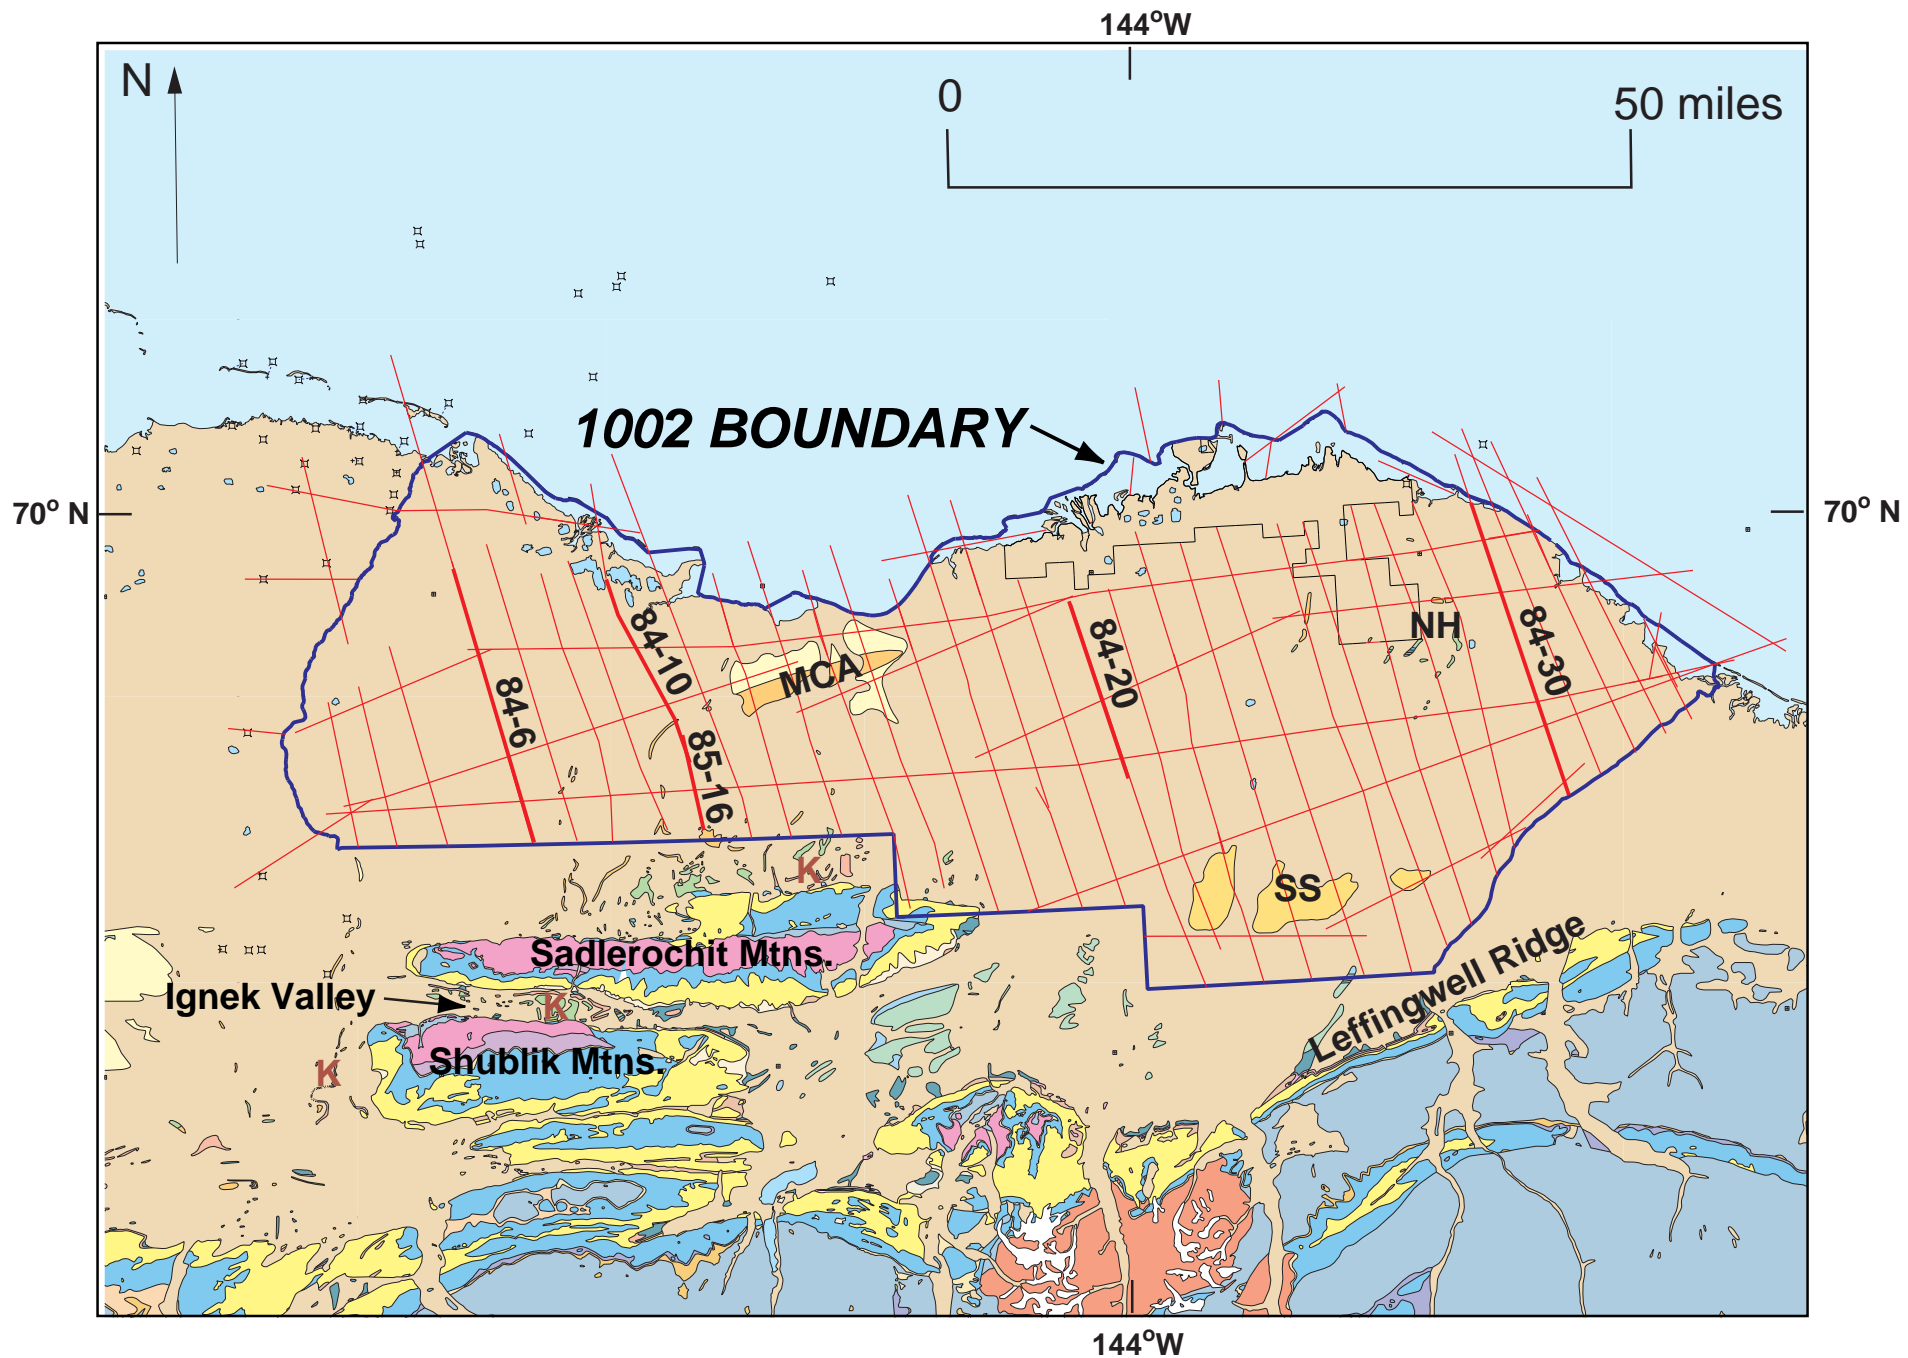 144°W
N
0
50 miles
1002 BOUNDARY
70° N
70° N
84-10
NH
84-30
84-20
MCA
84-6
85-16
K
SS
Sadlerochit Mtns.
Leffingwell Ridge
Ignek Valley
K
Shublik Mtns.
K
144°W